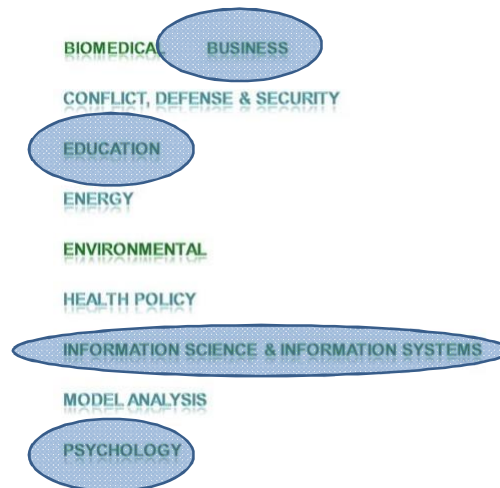 BIOMEDICAL BUSINESS
CONFLICT, DEFENSE & SECURITY
EDUCATION
ENERGY
ENVIRONMENTAL
HEALTH POLICY
INFORMATION SCIENCE & INFORMATION SYSTEMS
MODEL ANALYSIS
PSYCHOLOGY